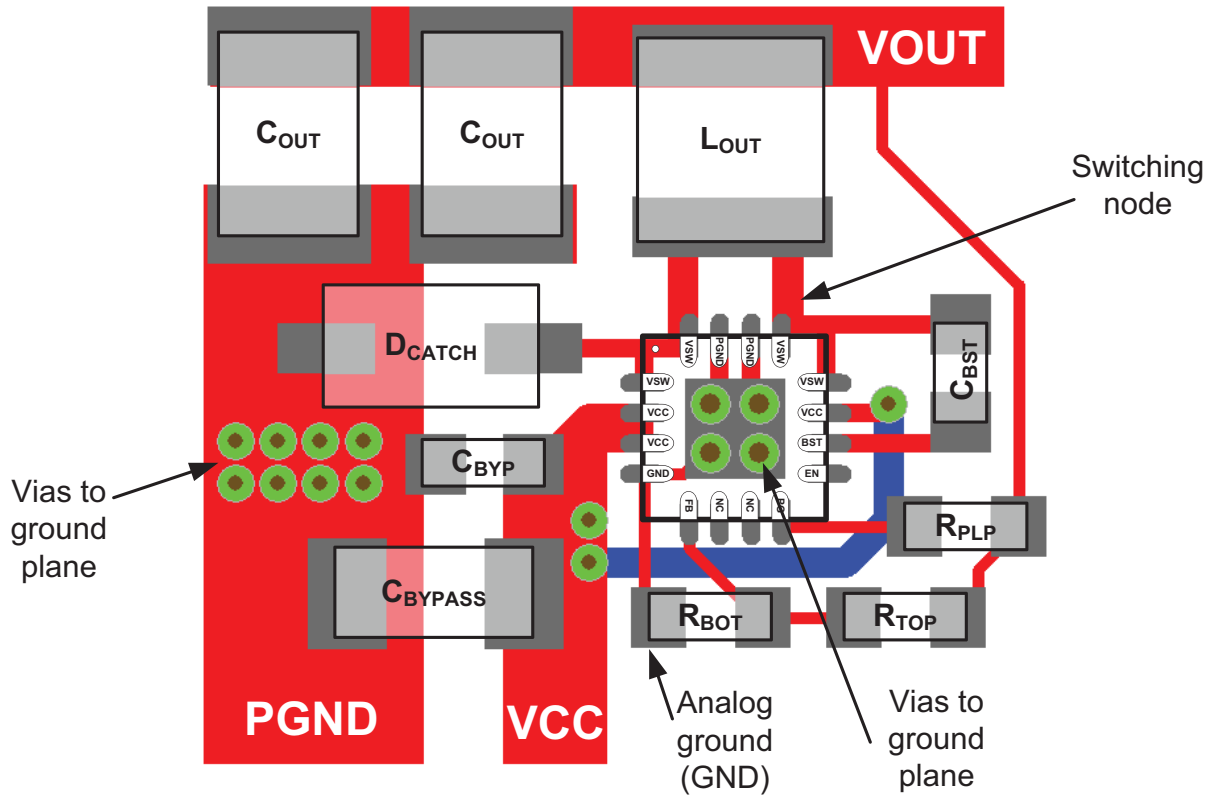 VOUT
COUT
COUT
LOUT
Switching
node
DCATCH
CBST
VSW
PGND
PGND
VSW
VSW
VCC
VCC
GND
VSW
VCC
BST
EN
FB
NC
NC
CBYP
Vias to
ground
plane
CBYPASS
RPLP
RBOT
RTOP
PGND
VCC
Analog
ground
(GND)
Vias to
ground
plane